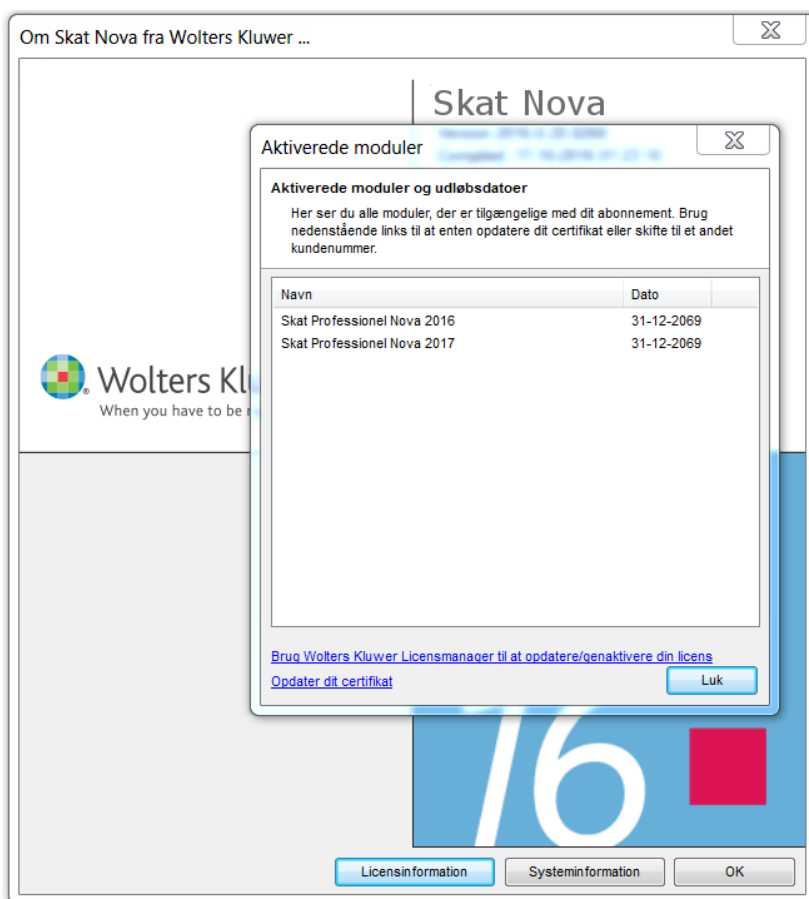 Om Skat Nova fra Wolters Kluwer ...
Skat Nova
Aktiverede moduler
Aktiverede moduler og udløbsdatoer
Her ser du alle moduler, der er tilgængelige med dit abonnement. Brug
nedenstående links til at enten opdatere dit certifikat eller skifte til et andet
kundenummer.
Navn Dato
Skat Professionel Nova 2016 31-12-2069
Skat Professionel Nova 2017 31-12-2069
Wolters Kl
When you have to be
Brug Wolters Kluwer Licensmanager til at opdatere/genaktivere din licens
Opdater dit certifikat
Luk
16
Licensinformation Systeminformation OK